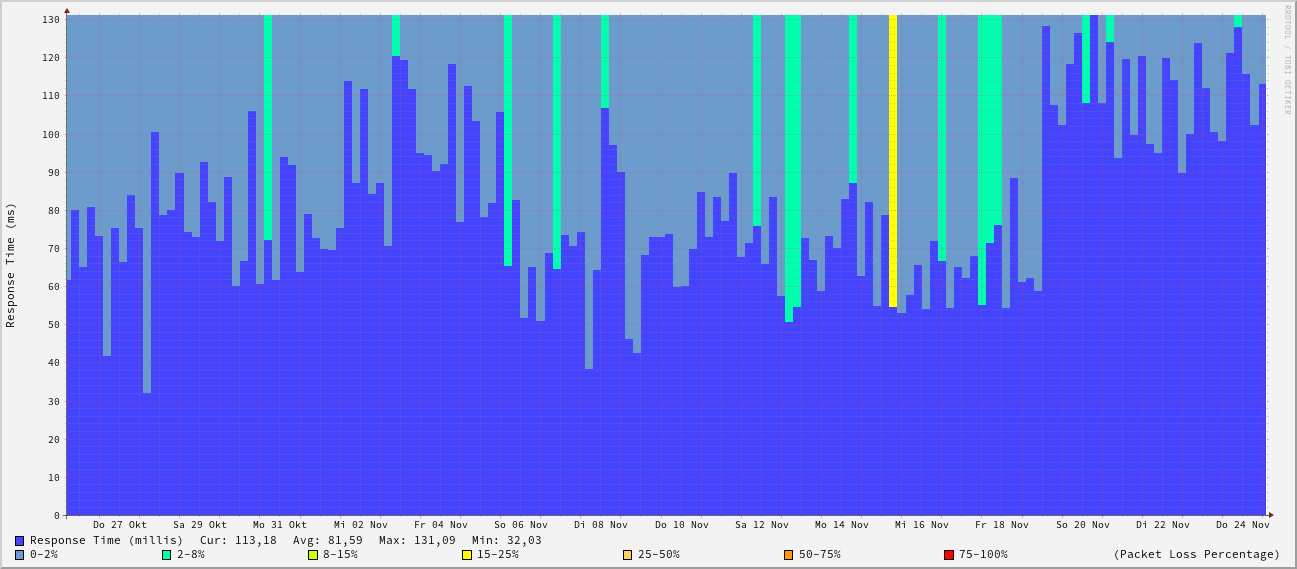 RRDTOOL / TOBI OETIKER
Response Time (ms)
130
120
110
100
90
80
70
60
50
40
30
20
10
0
Do 27 Okt Sa 29 Okt Mo 31 Okt Mi 02 Nov Fr 04 Nov So 06 Nov Di 08 Nov Do 10 Nov Sa 12 Nov Mo 14 Nov Mi 16 Nov Fr 18 Nov So 20 Nov Di 22 Nov Do 24 Nov
Response Time (millis) Cur: 113,18 Avg: 81,59 Max: 131,09 Min: 32,03
0-2% 2-8% 8-15% 15-25% 25-50% 50-75% 75-100% (Packet Loss Percentage)